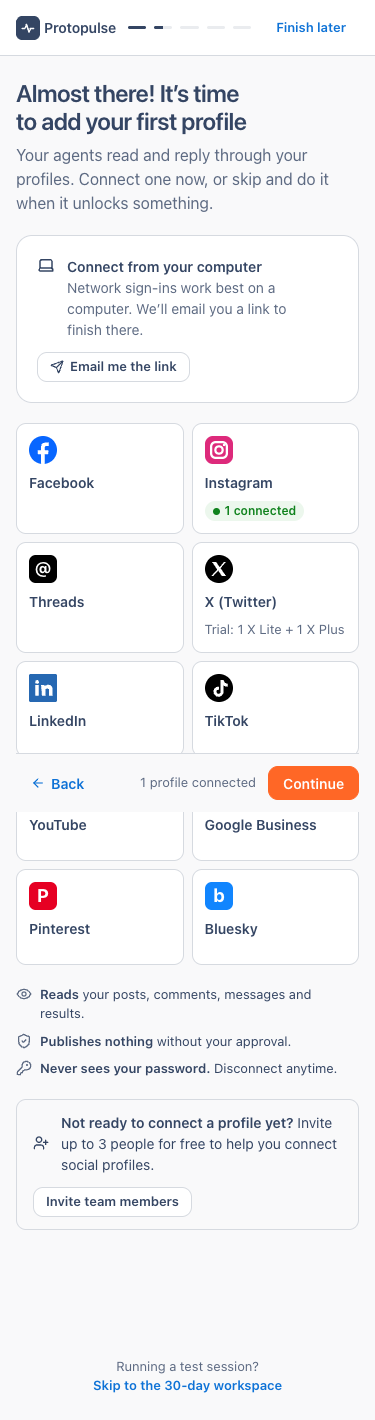 Protopulse
Finish later
Almost there! It’s time
to add your first profile
Your agents read and reply through your
profiles. Connect one now, or skip and do it
when it unlocks something.
Connect from your computer
Network sign-ins work best on a
computer. We’ll email you a link to
finish there.
Email me the link
Facebook
Instagram
1 connected
Threads
X (Twitter)
Trial: 1 X Lite + 1 X Plus
LinkedIn
TikTok
Back
1 profile connected
Continue
YouTube
Google Business
Pinterest
Bluesky
Reads your posts, comments, messages and
results.
Publishes nothing without your approval.
Never sees your password. Disconnect anytime.
Not ready to connect a profile yet? Invite
up to 3 people for free to help you connect
social profiles.
Invite team members
Running a test session?
Skip to the 30-day workspace